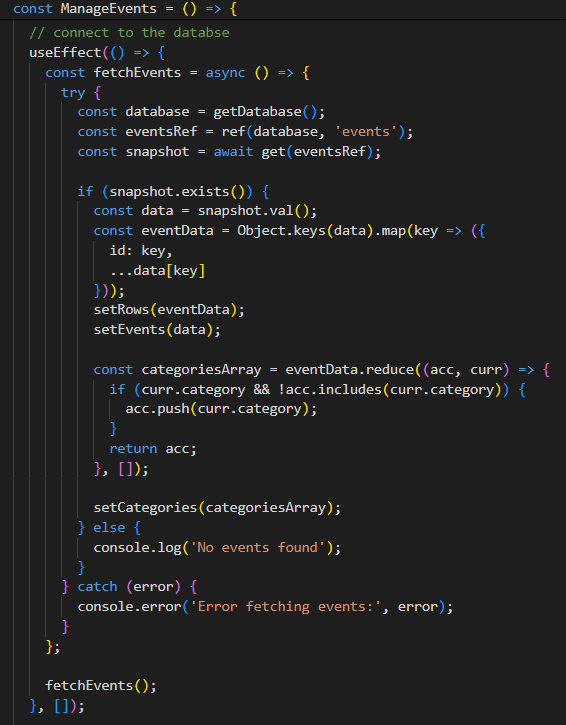 const ManageEvents = () => {
// connect to the databse
useEffect(() => {
const fetchEvents = async () => {
try {
const database = getDatabase();
const eventsRef = ref(database, 'events');
const snapshot = await get(eventsRef);
if (snapshot.exists()) {
const data = snapshot.val();
const eventData = Object.keys(data).map(key => ({
id: key,
...data[key]
}));
setRows(eventData);
setEvents(data);
const categoriesArray = eventData.reduce((acc, curr) => {
if (curr.category && !acc.includes(curr.category)) {
acc.push(curr.category);
}
return acc;
}, []);
setCategories(categoriesArray);
} else {
console.log('No events found');
}
} catch (error) {
console.error('Error fetching events:', error);
}
};
fetchEvents();
}, []);